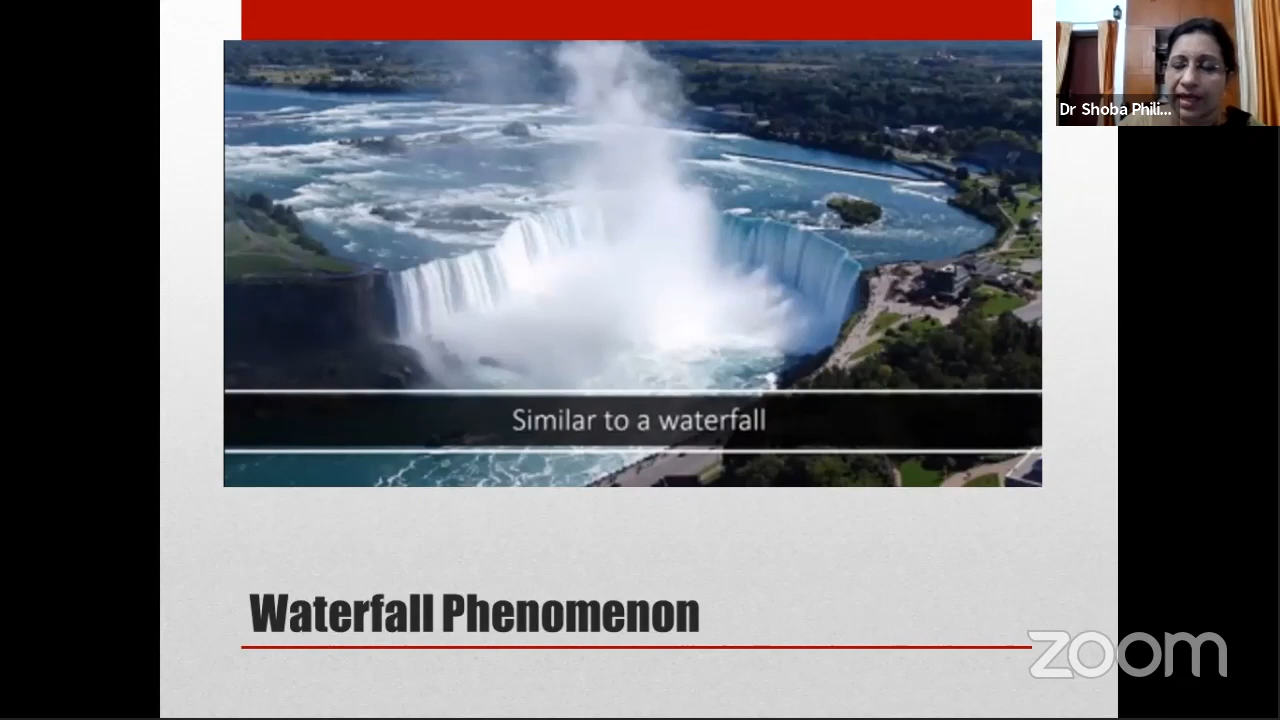 Dr Shoba Phili...
Similar to a waterfall
Waterfall Phenomenon
zoom